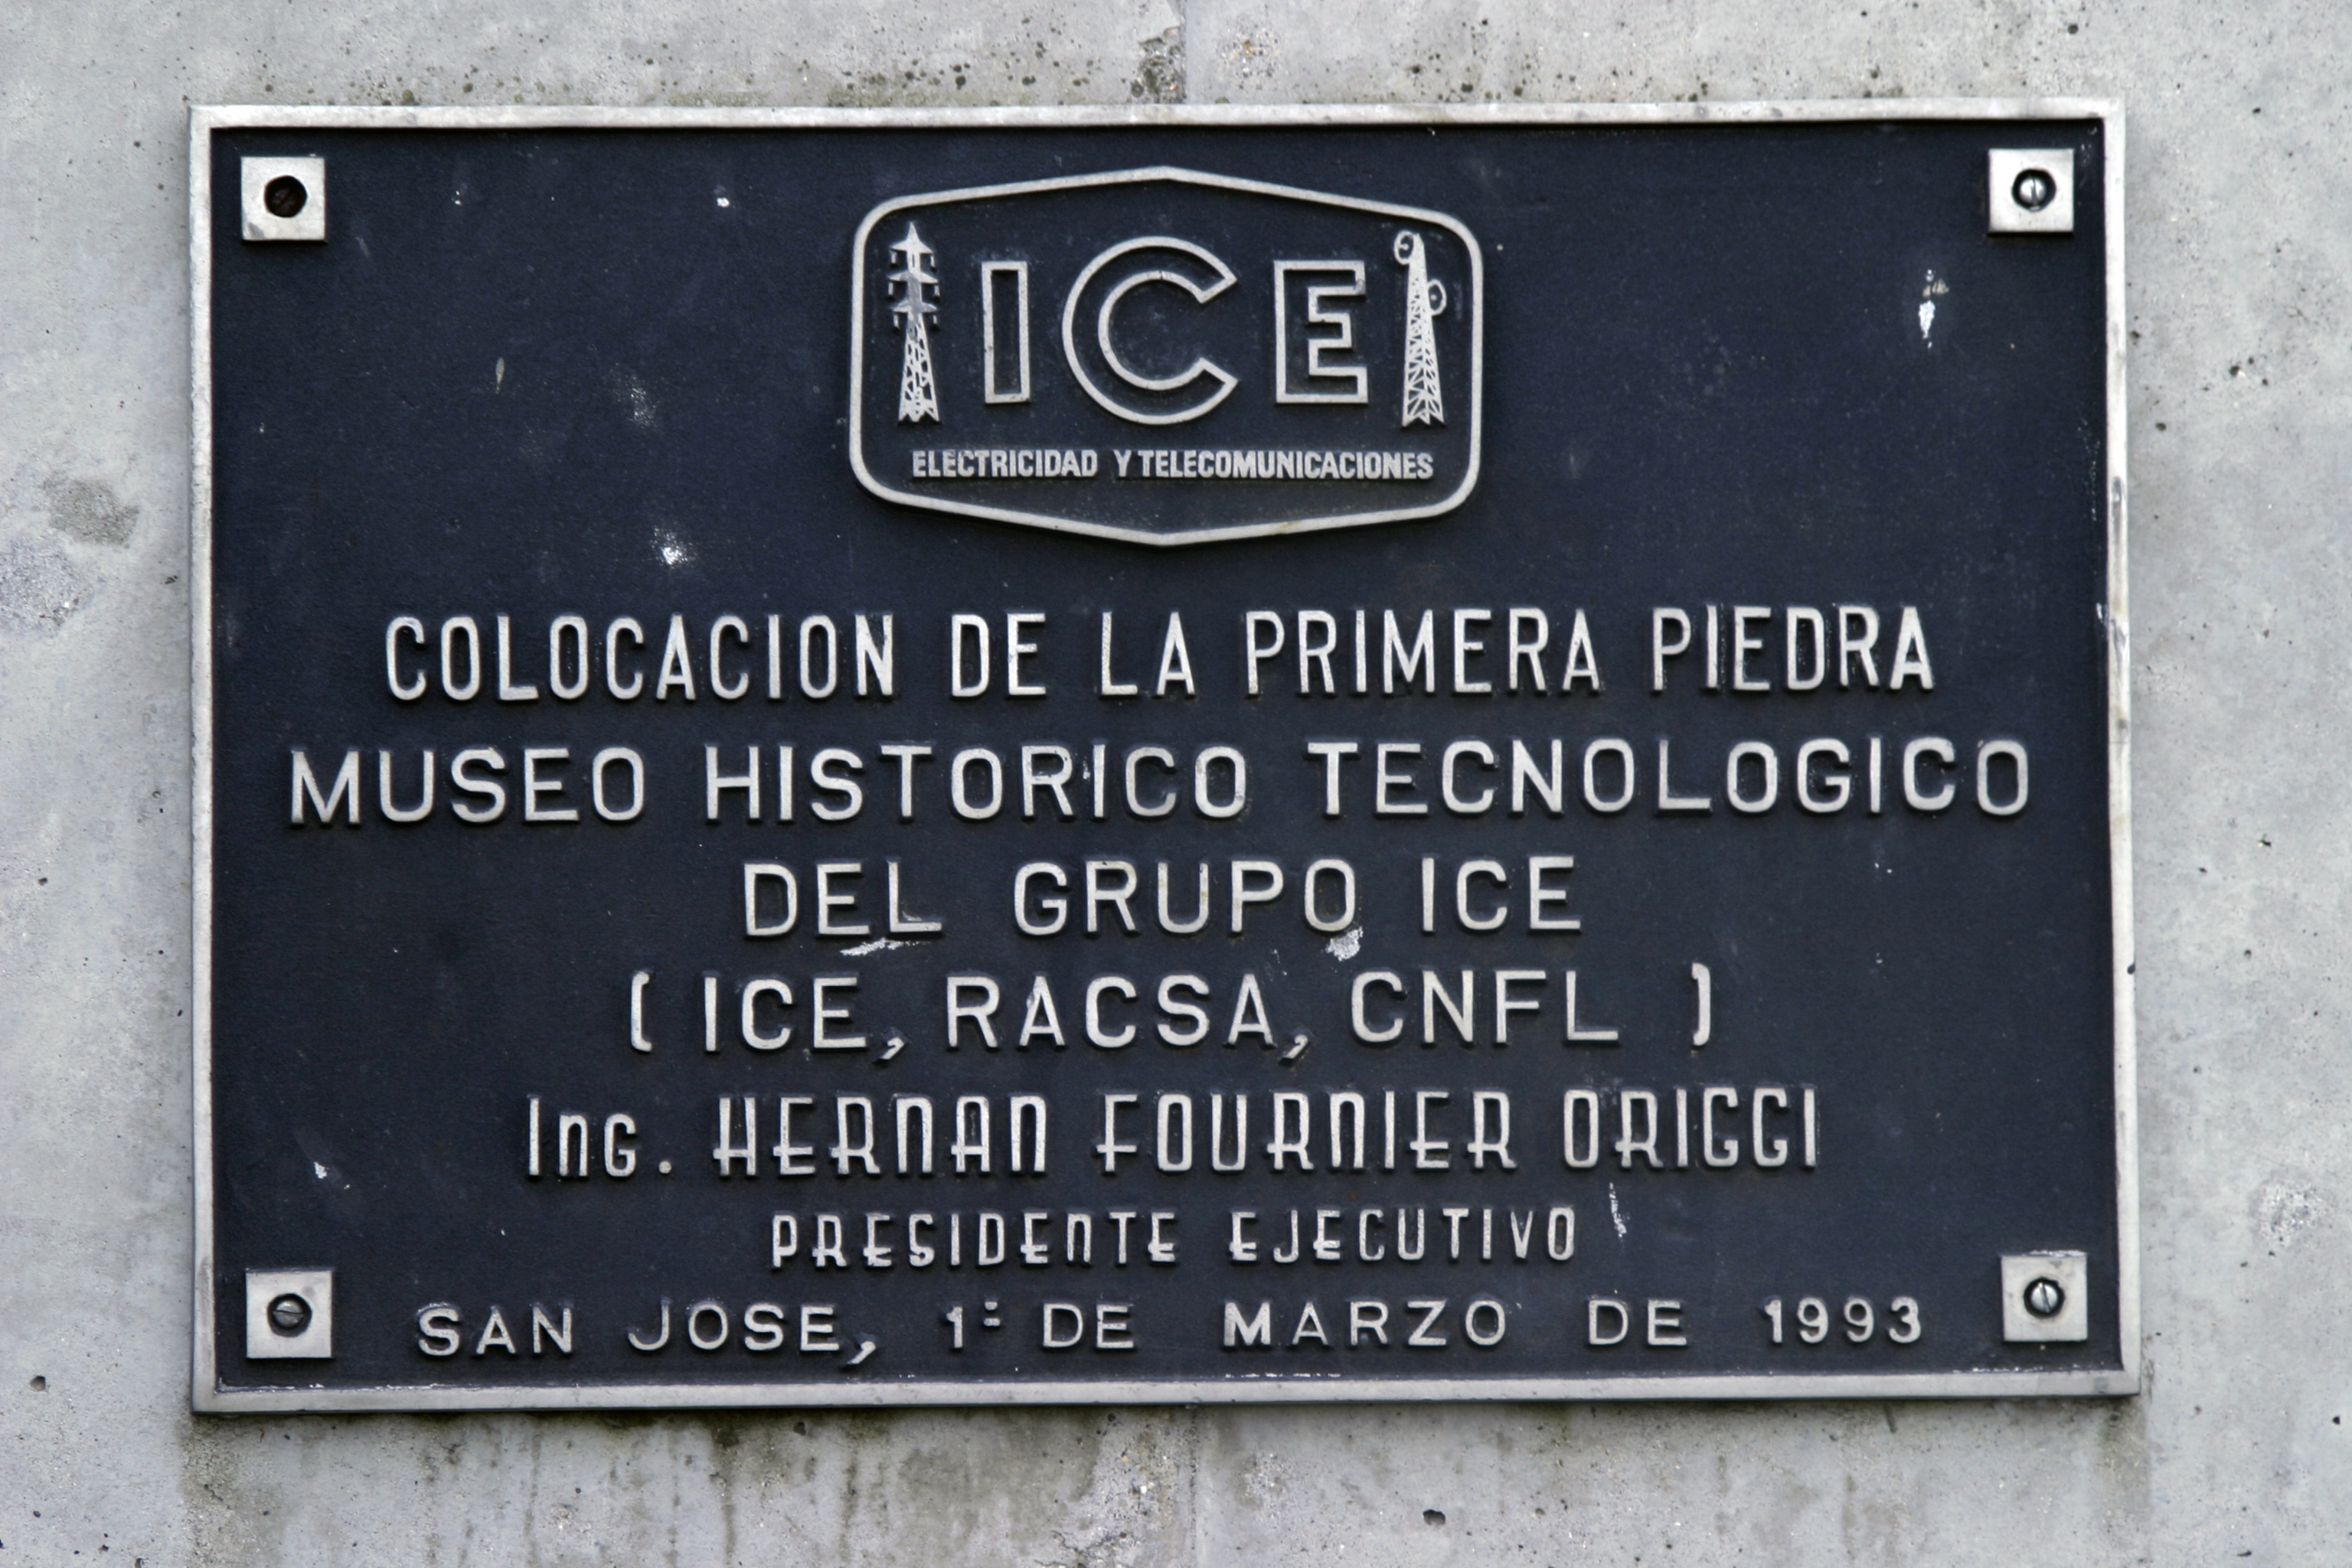 ICE
ELECTRICIDAD Y TELECOMUNICACIONES
COLOCACION DE LA PRIMERA PIEDRA
MUSEO HISTORICO TECNOLOGICO
DEL GRUPO ICE
( ICE, RACSA, CNFL )
Ing. HERNAN FOURNIER ORIGGI
PRESIDENTE EJECUTIVO
SAN JOSE, 1º DE MARZO DE 1993